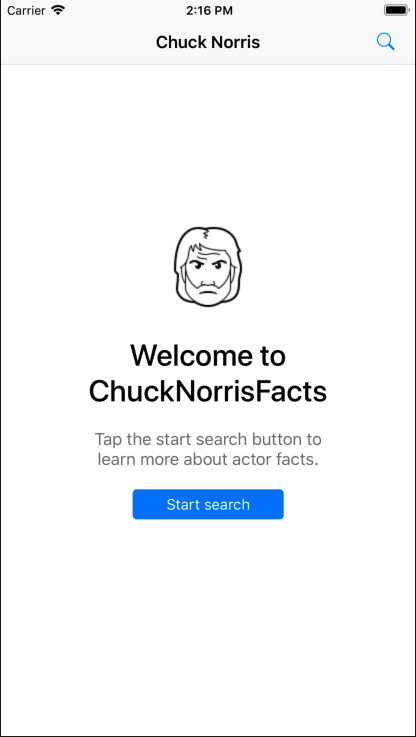 Carrier 2:16 PM
Chuck Norris
Welcome to
ChuckNorrisFacts
Tap the start search button to
learn more about actor facts.
Start search